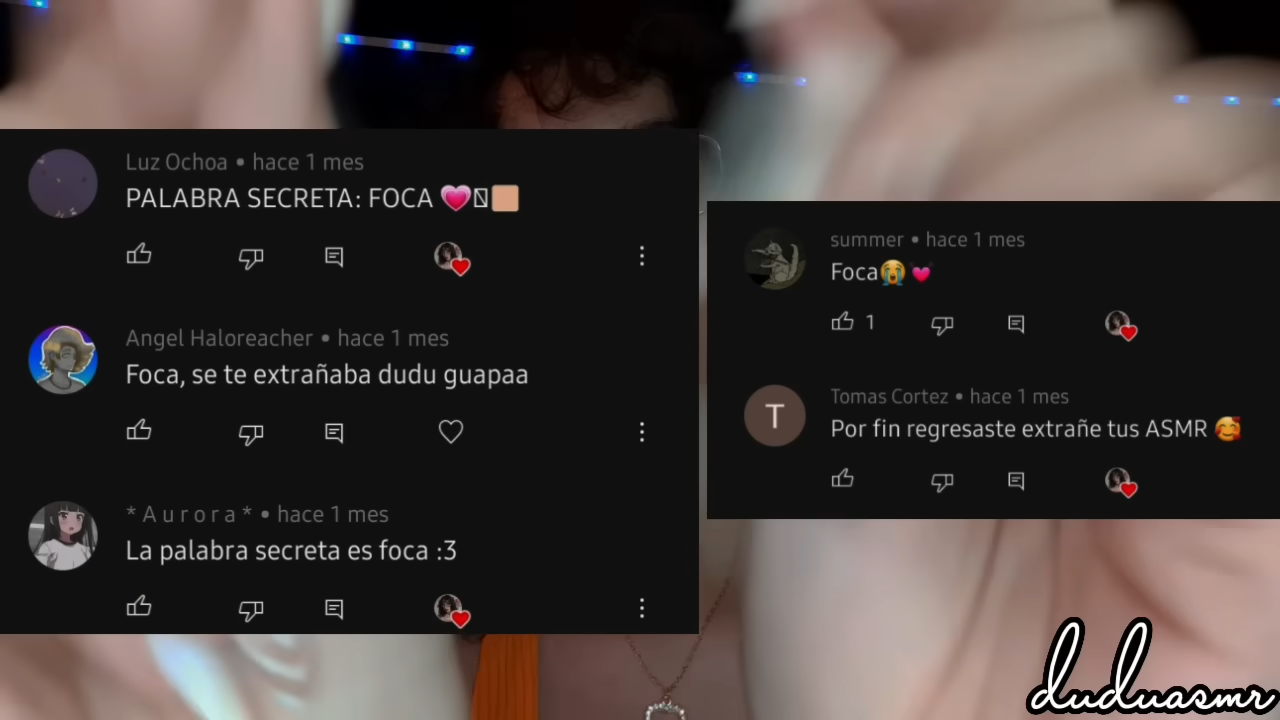 Luz Ochoa • hace 1 mes
PALABRA SECRETA: FOCA 💗
Angel Haloreacher • hace 1 mes
Foca, se te extrañaba dudu guapaa
* A u r o r a * • hace 1 mes
La palabra secreta es foca :3
summer • hace 1 mes
Foca😭💓
1
Tomas Cortez • hace 1 mes
Por fin regresaste extrañe tus ASMR 🥰
T
duduasmr